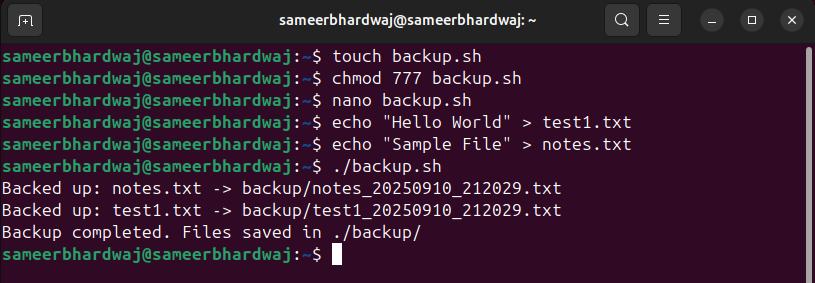 sameerbhardwaj@sameerbhardwaj: ~
sameerbhardwaj@sameerbhardwaj:~$ touch backup.sh
sameerbhardwaj@sameerbhardwaj:~$ chmod 777 backup.sh
sameerbhardwaj@sameerbhardwaj:~$ nano backup.sh
sameerbhardwaj@sameerbhardwaj:~$ echo "Hello World" > test1.txt
sameerbhardwaj@sameerbhardwaj:~$ echo "Sample File" > notes.txt
sameerbhardwaj@sameerbhardwaj:~$ ./backup.sh
Backed up: notes.txt -> backup/notes_20250910_212029.txt
Backed up: test1.txt -> backup/test1_20250910_212029.txt
Backup completed. Files saved in ./backup/
sameerbhardwaj@sameerbhardwaj:~$